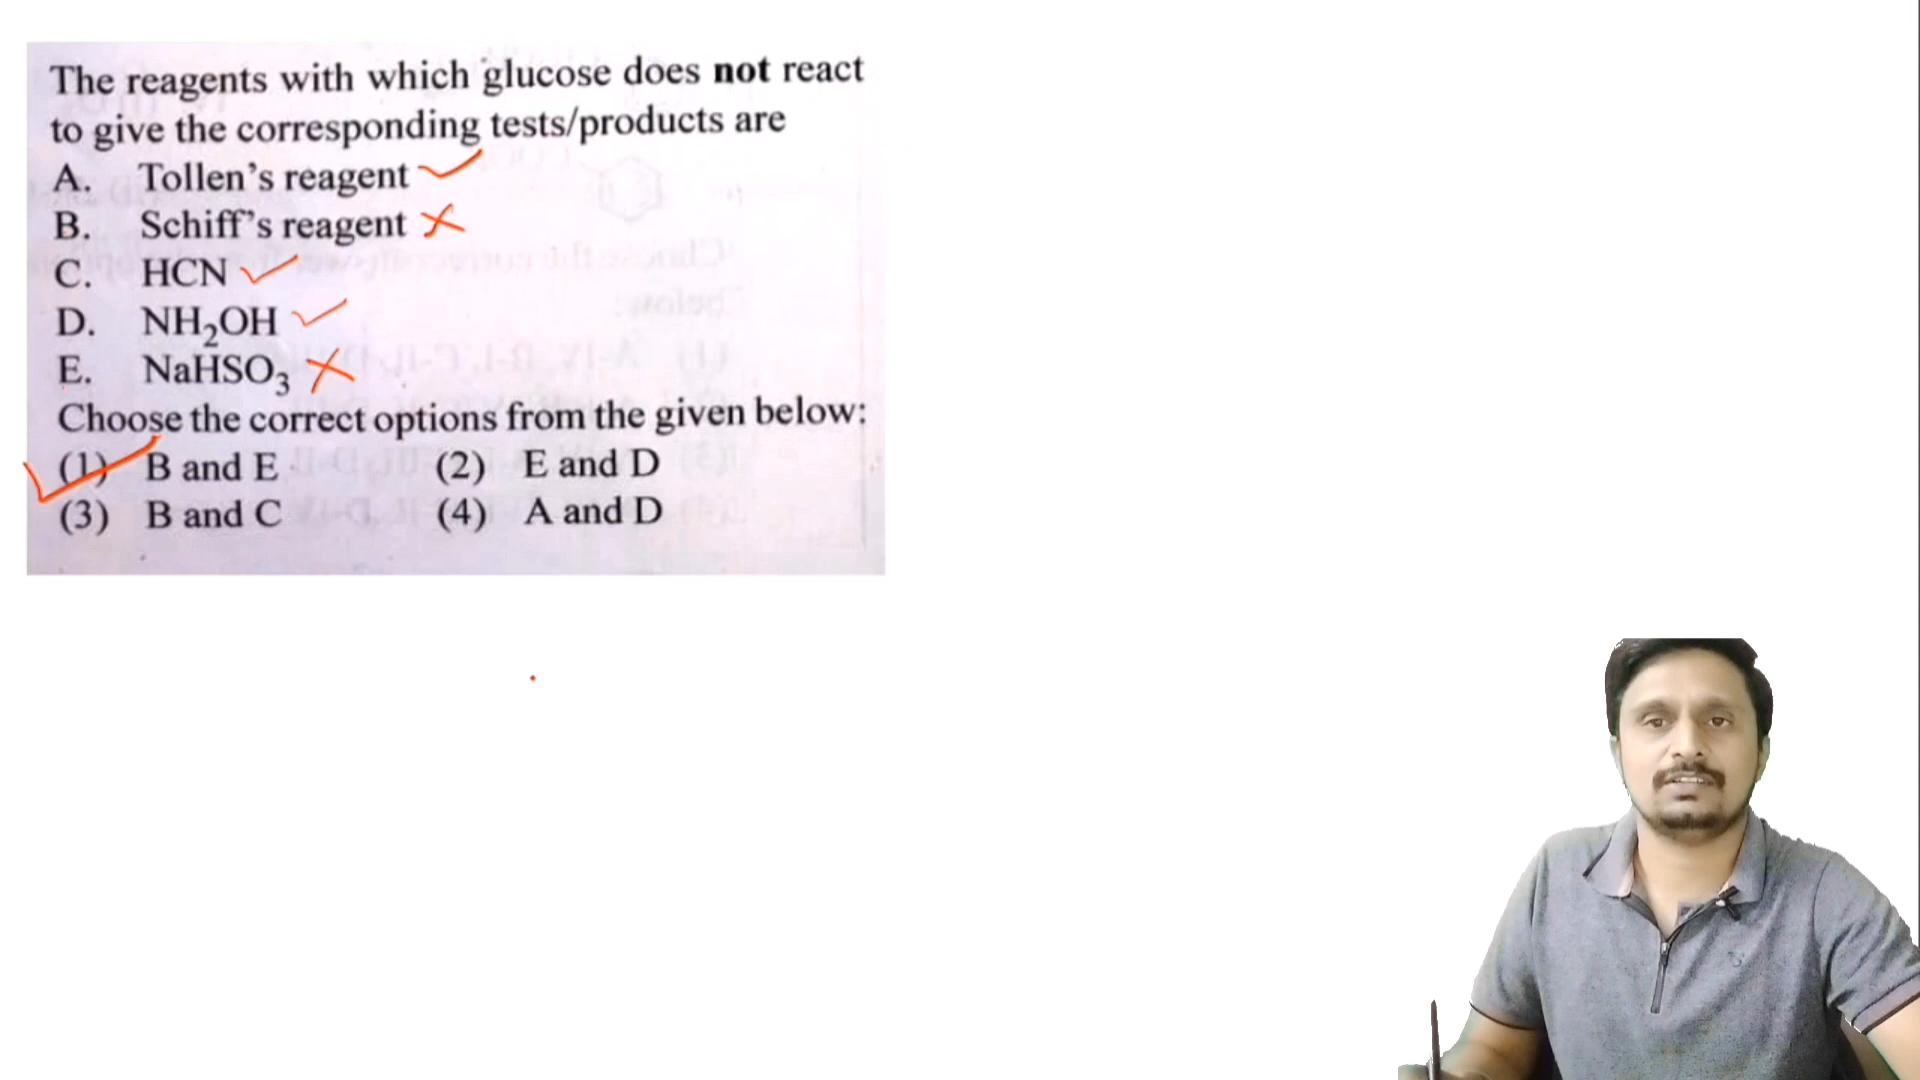 The reagents with which glucose does not react
to give the corresponding tests/products are
A. Tollen's reagent
B. Schiff's reagent
C. HCN
D. NH₂OH
E. NaHSO₃
Choose the correct options from the given below:
(1) B and E (2) E and D
(3) B and C (4) A and D